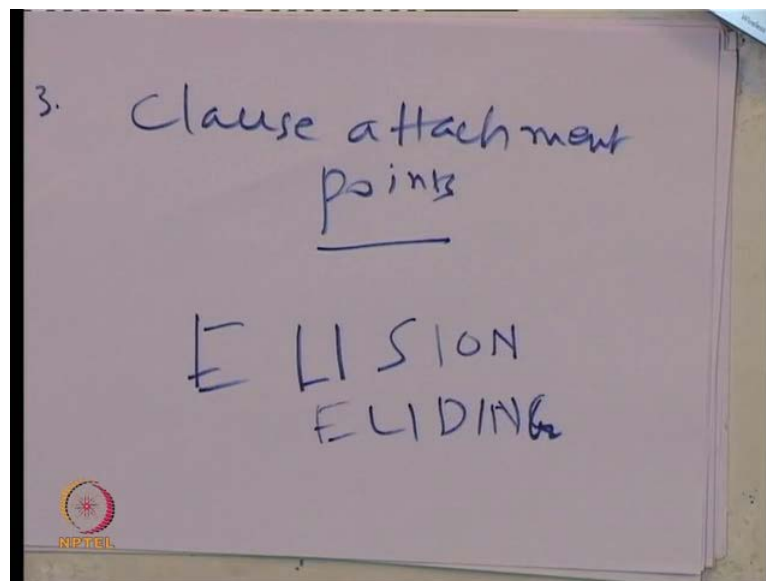 3. Clause attachment
points
ELISION
ELIDING
NPTEL